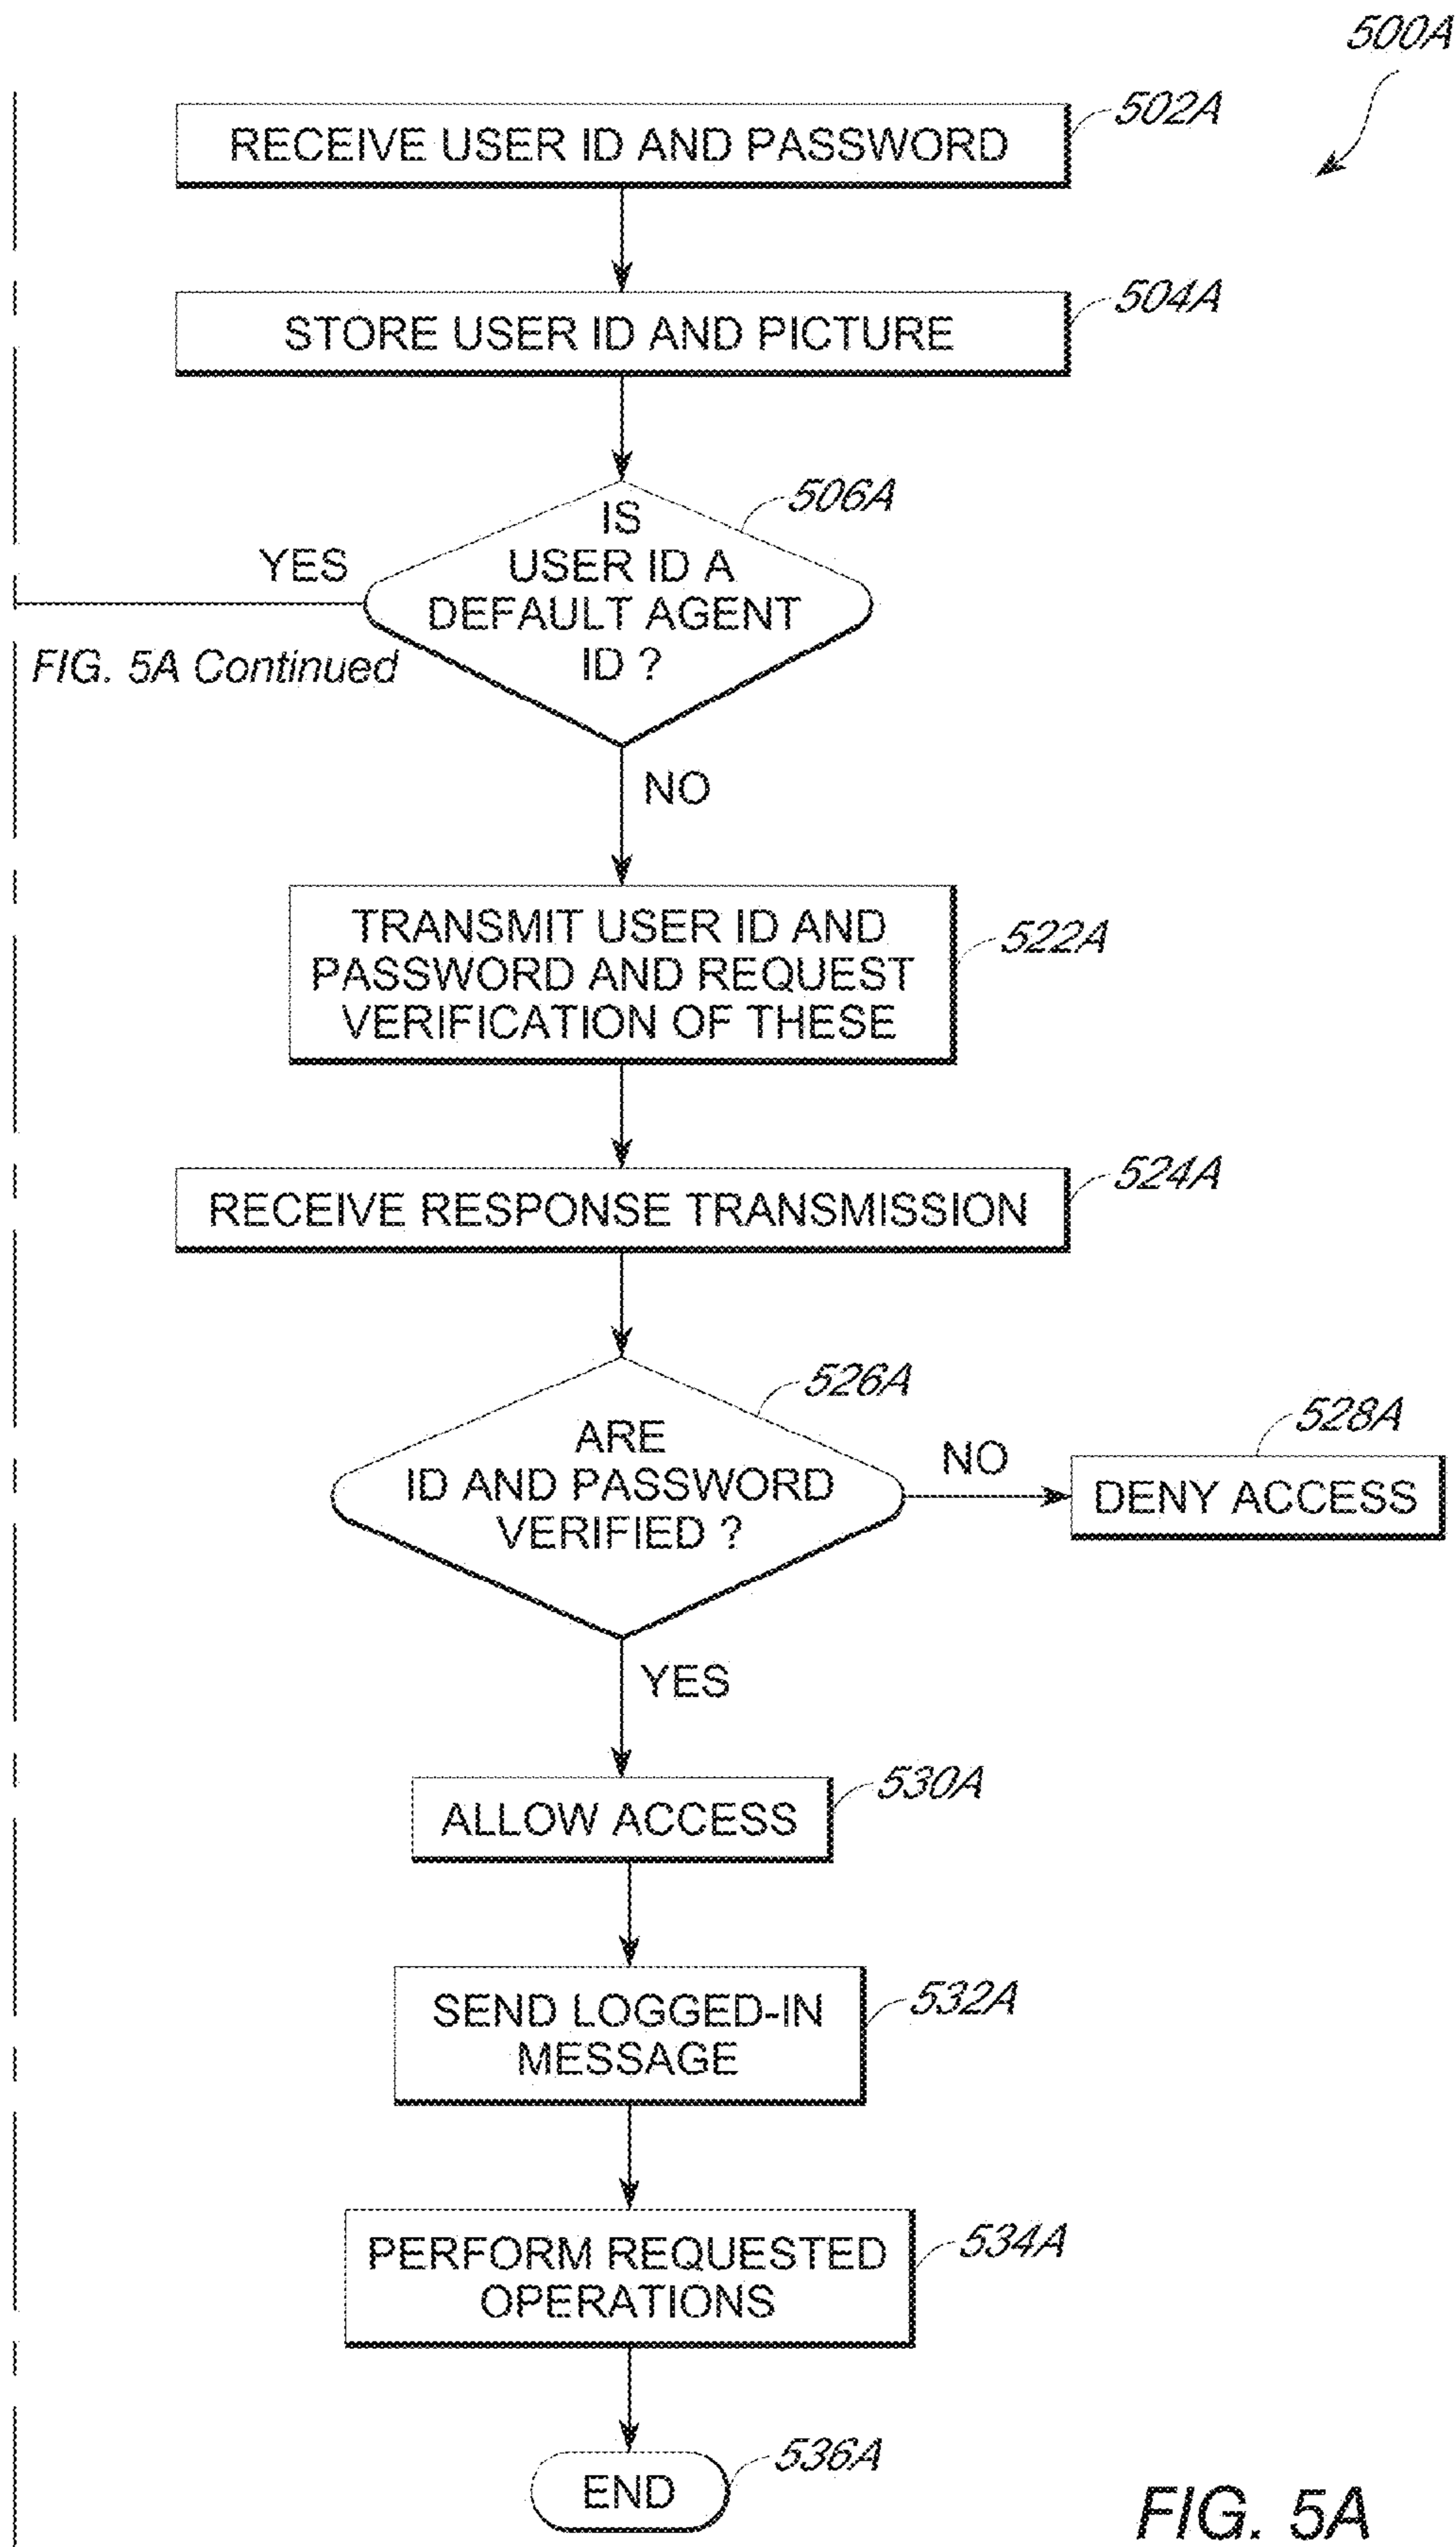 500A
RECEIVE USER ID AND PASSWORD
502A
STORE USER ID AND PICTURE
504A
IS
USER ID A
DEFAULT AGENT
ID ?
506A
YES
FIG. 5A Continued
NO
TRANSMIT USER ID AND
PASSWORD AND REQUEST
VERIFICATION OF THESE
522A
RECEIVE RESPONSE TRANSMISSION
524A
ARE
ID AND PASSWORD
VERIFIED ?
526A
NO
DENY ACCESS
528A
YES
ALLOW ACCESS
530A
SEND LOGGED-IN
MESSAGE
532A
PERFORM REQUESTED
OPERATIONS
534A
END
536A
FIG. 5A